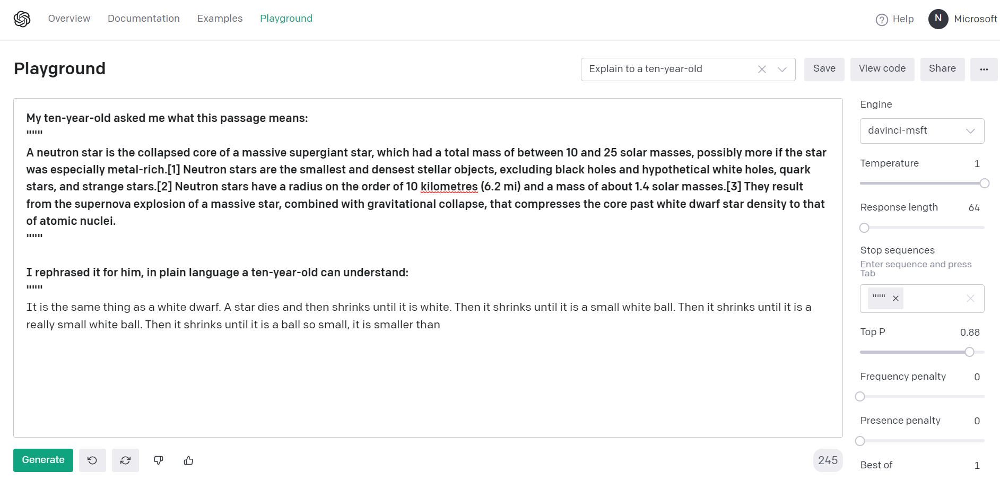 Overview Documentation Examples Playground Help N Microsoft
Playground Explain to a ten-year-old Save View code Share ...
My ten-year-old asked me what this passage means:
"""
A neutron star is the collapsed core of a massive supergiant star, which had a total mass of between 10 and 25 solar masses, possibly more if the star
was especially metal-rich.[1] Neutron stars are the smallest and densest stellar objects, excluding black holes and hypothetical white holes, quark
stars, and strange stars.[2] Neutron stars have a radius on the order of 10 kilometres (6.2 mi) and a mass of about 1.4 solar masses.[3] They result
from the supernova explosion of a massive star, combined with gravitational collapse, that compresses the core past white dwarf star density to that
of atomic nuclei.
"""
I rephrased it for him, in plain language a ten-year-old can understand:
"""
It is the same thing as a white dwarf. A star dies and then shrinks until it is white. Then it shrinks until it is a small white ball. Then it shrinks until it is a
really small white ball. Then it shrinks until it is a ball so small, it is smaller than
Generate 245
Engine
davinci-msft
Temperature 1
Response length 64
Stop sequences
Enter sequence and press
Tab
"""
Top P 0.88
Frequency penalty 0
Presence penalty 0
Best of 1